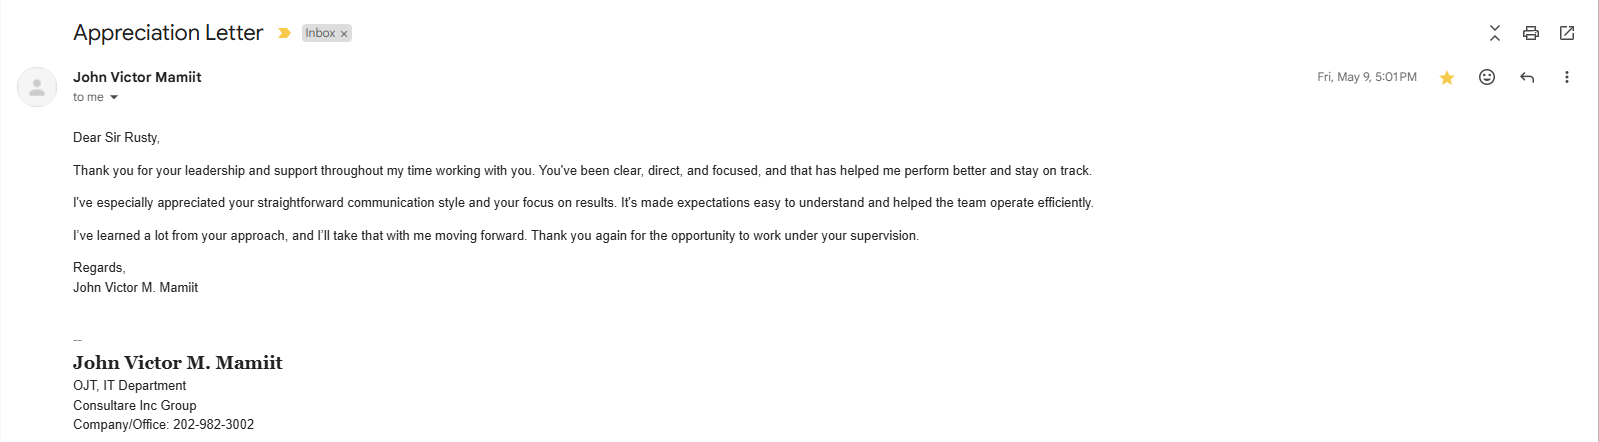 Appreciation Letter
Inbox ×
John Victor Mamiit
Fri, May 9, 5:01 PM
to me
Dear Sir Rusty,
Thank you for your leadership and support throughout my time working with you. You've been clear, direct, and focused, and that has helped me perform better and stay on track.
I've especially appreciated your straightforward communication style and your focus on results. It's made expectations easy to understand and helped the team operate efficiently.
I've learned a lot from your approach, and I'll take that with me moving forward. Thank you again for the opportunity to work under your supervision.
Regards,
John Victor M. Mamiit
--
John Victor M. Mamiit
OJT, IT Department
Consultare Inc Group
Company/Office: 202-982-3002